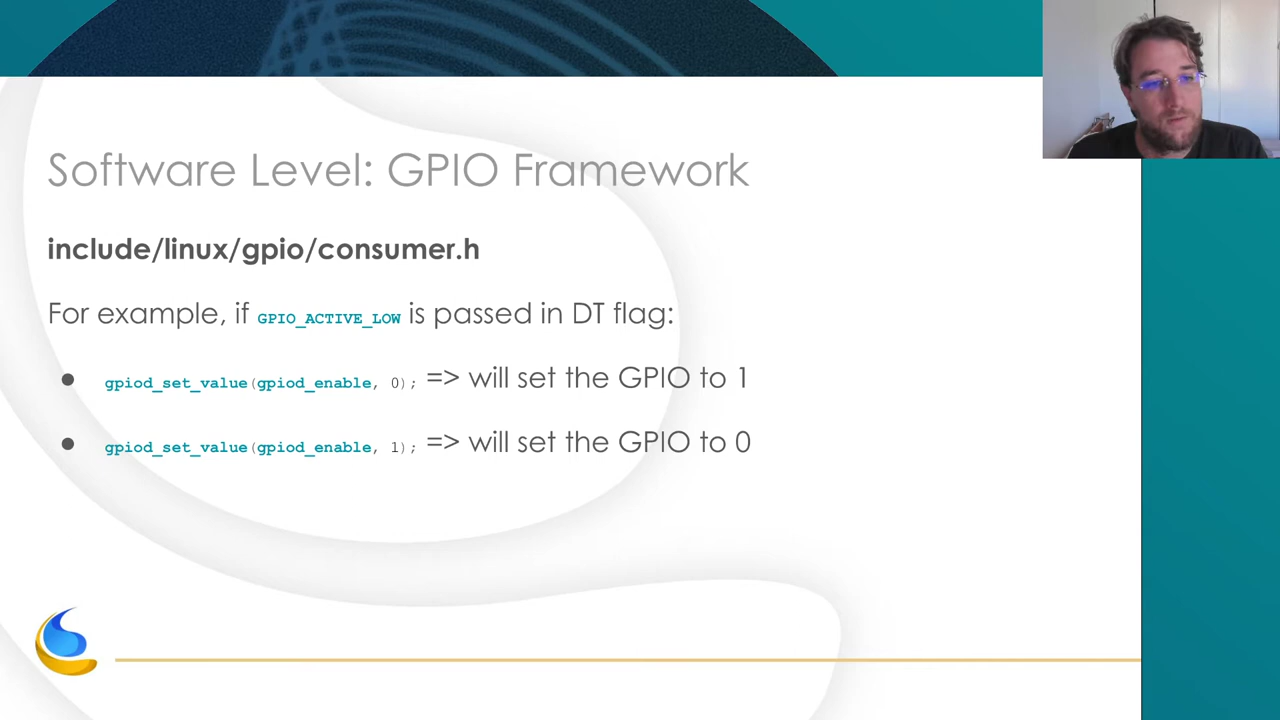 Software Level: GPIO Framework
include/linux/gpio/consumer.h
For example, if GPIO_ACTIVE_LOW is passed in DT flag:
● gpiod_set_value(gpiod_enable, 0); => will set the GPIO to 1
● gpiod_set_value(gpiod_enable, 1); => will set the GPIO to 0